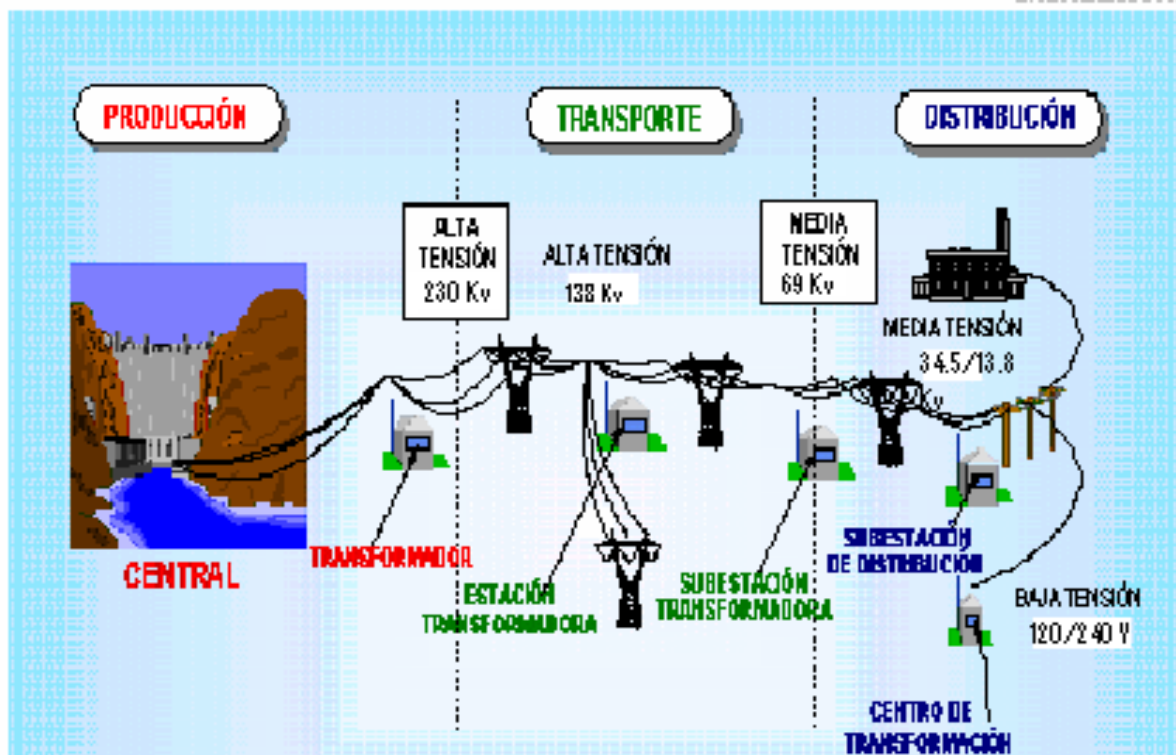 PRODUCCIÓN
TRANSPORTE
DISTRIBUCIÓN
ALTA
TENSIÓN
230 Kv
ALTA TENSIÓN
138 Kv
MEDIA
TENSIÓN
69 Kv
MEDIA TENSIÓN
34.5/13.8
v
CENTRAL
TRANSFORMADOR
ESTACIÓN
TRANSFORMADORA
SUBESTACIÓN
TRANSFORMADORA
SUBESTACIÓN
DE DISTRIBUCIÓN
BAJA TENSIÓN
120/240 V
CENTRO DE
TRANSFORMACIÓN